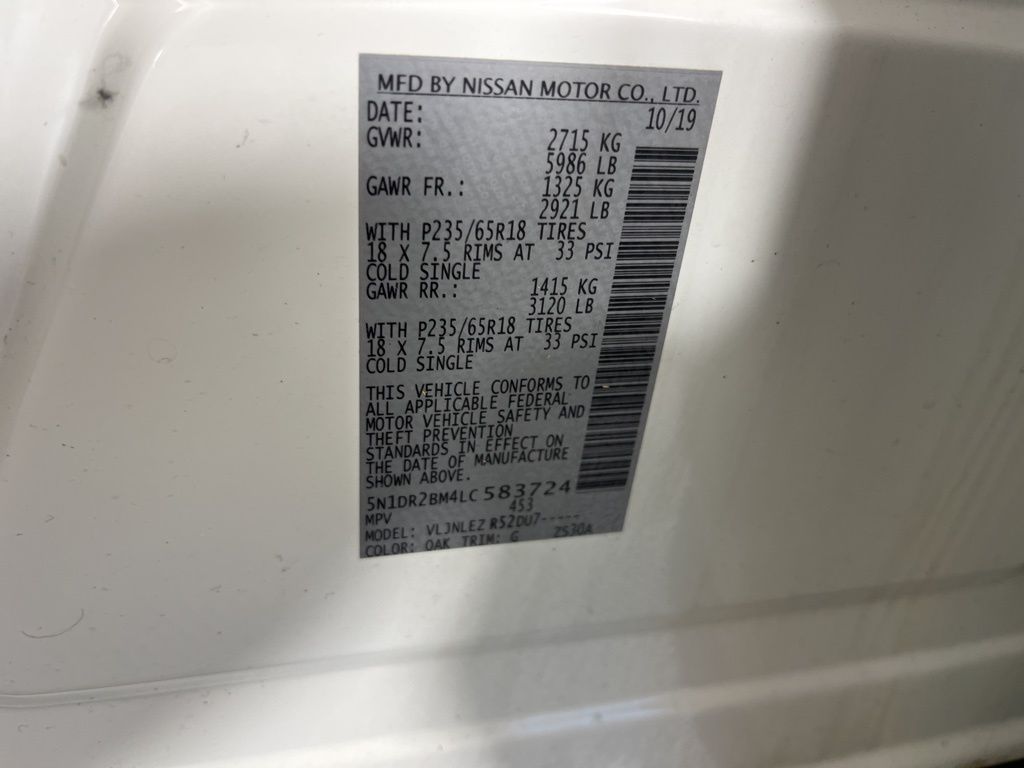 MFD BY NISSAN MOTOR CO., LTD.
DATE: 10/19
GVWR: 2715 KG
5986 LB
GAWR FR.: 1325 KG
2921 LB
WITH P235/65R18 TIRES
18 X 7.5 RIMS AT 33 PSI
COLD SINGLE
GAWR RR.: 1415 KG
3120 LB
WITH P235/65R18 TIRES
18 X 7.5 RIMS AT 33 PSI
COLD SINGLE
THIS VEHICLE CONFORMS TO
ALL APPLICABLE FEDERAL
MOTOR VEHICLE SAFETY AND
THEFT PREVENTION
STANDARDS IN EFFECT ON
THE DATE OF MANUFACTURE
SHOWN ABOVE.
5N1DR2BM4LC583724
MPV 453
MODEL: VLJNLEZ R52DU7-----
COLOR: QAK TRIM: G Z530A